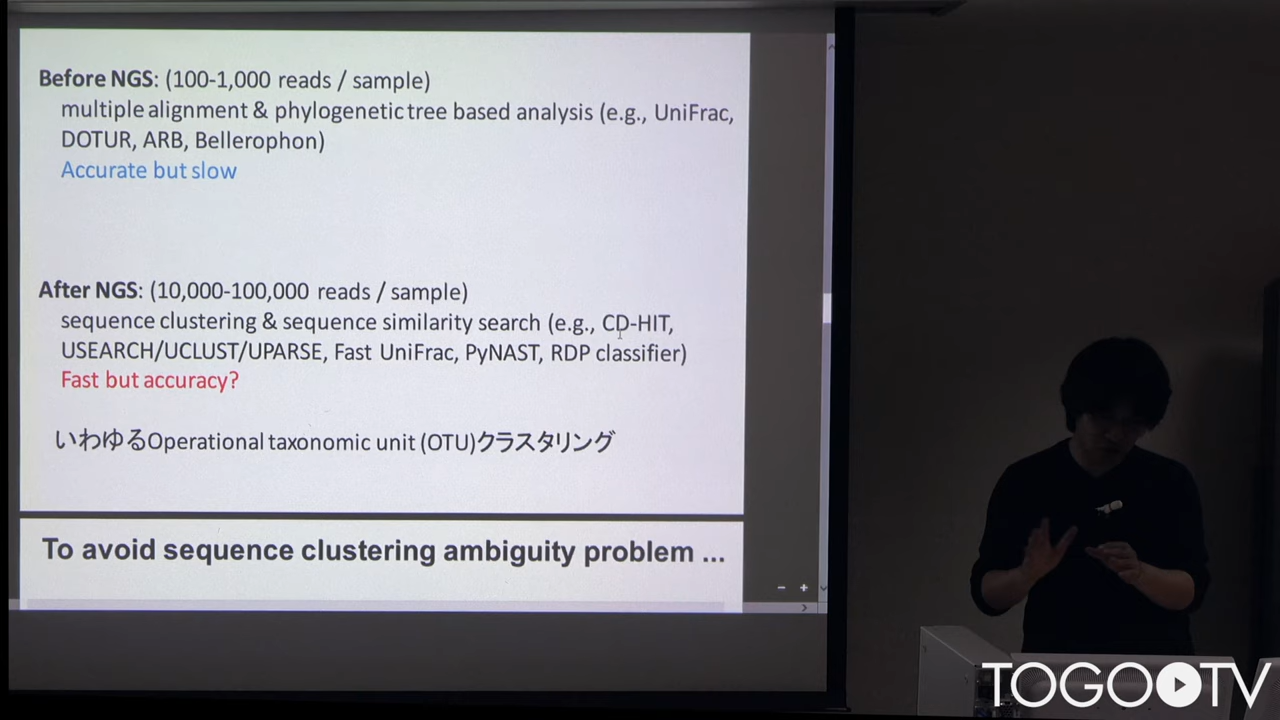 Before NGS: (100-1,000 reads / sample)
multiple alignment & phylogenetic tree based analysis (e.g., UniFrac,
DOTUR, ARB, Bellerophon)
Accurate but slow
After NGS: (10,000-100,000 reads / sample)
sequence clustering & sequence similarity search (e.g., CD-HIT,
USEARCH/UCLUST/UPARSE, Fast UniFrac, PyNAST, RDP classifier)
Fast but accuracy?
いわゆるOperational taxonomic unit (OTU)クラスタリング
To avoid sequence clustering ambiguity problem ...
TOGOTV